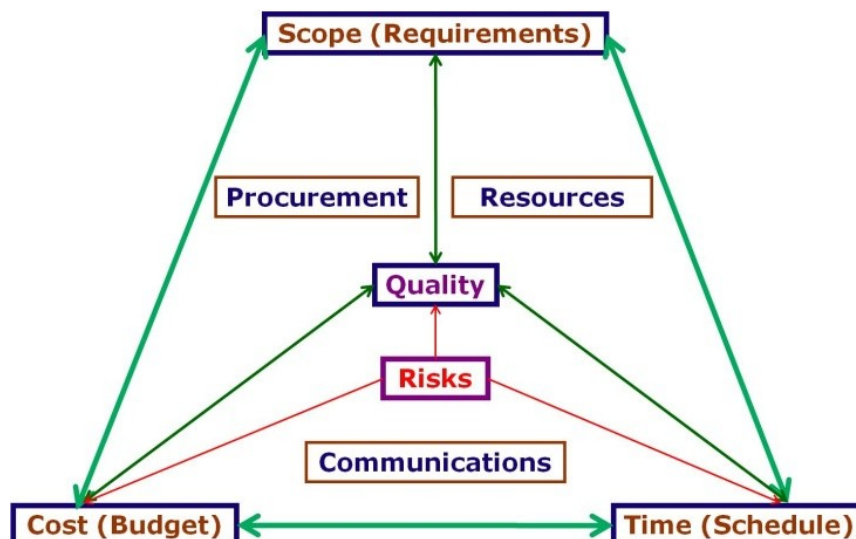 Scope (Requirements)
Procurement
Resources
Quality
Risks
Communications
Cost (Budget)
Time (Schedule)